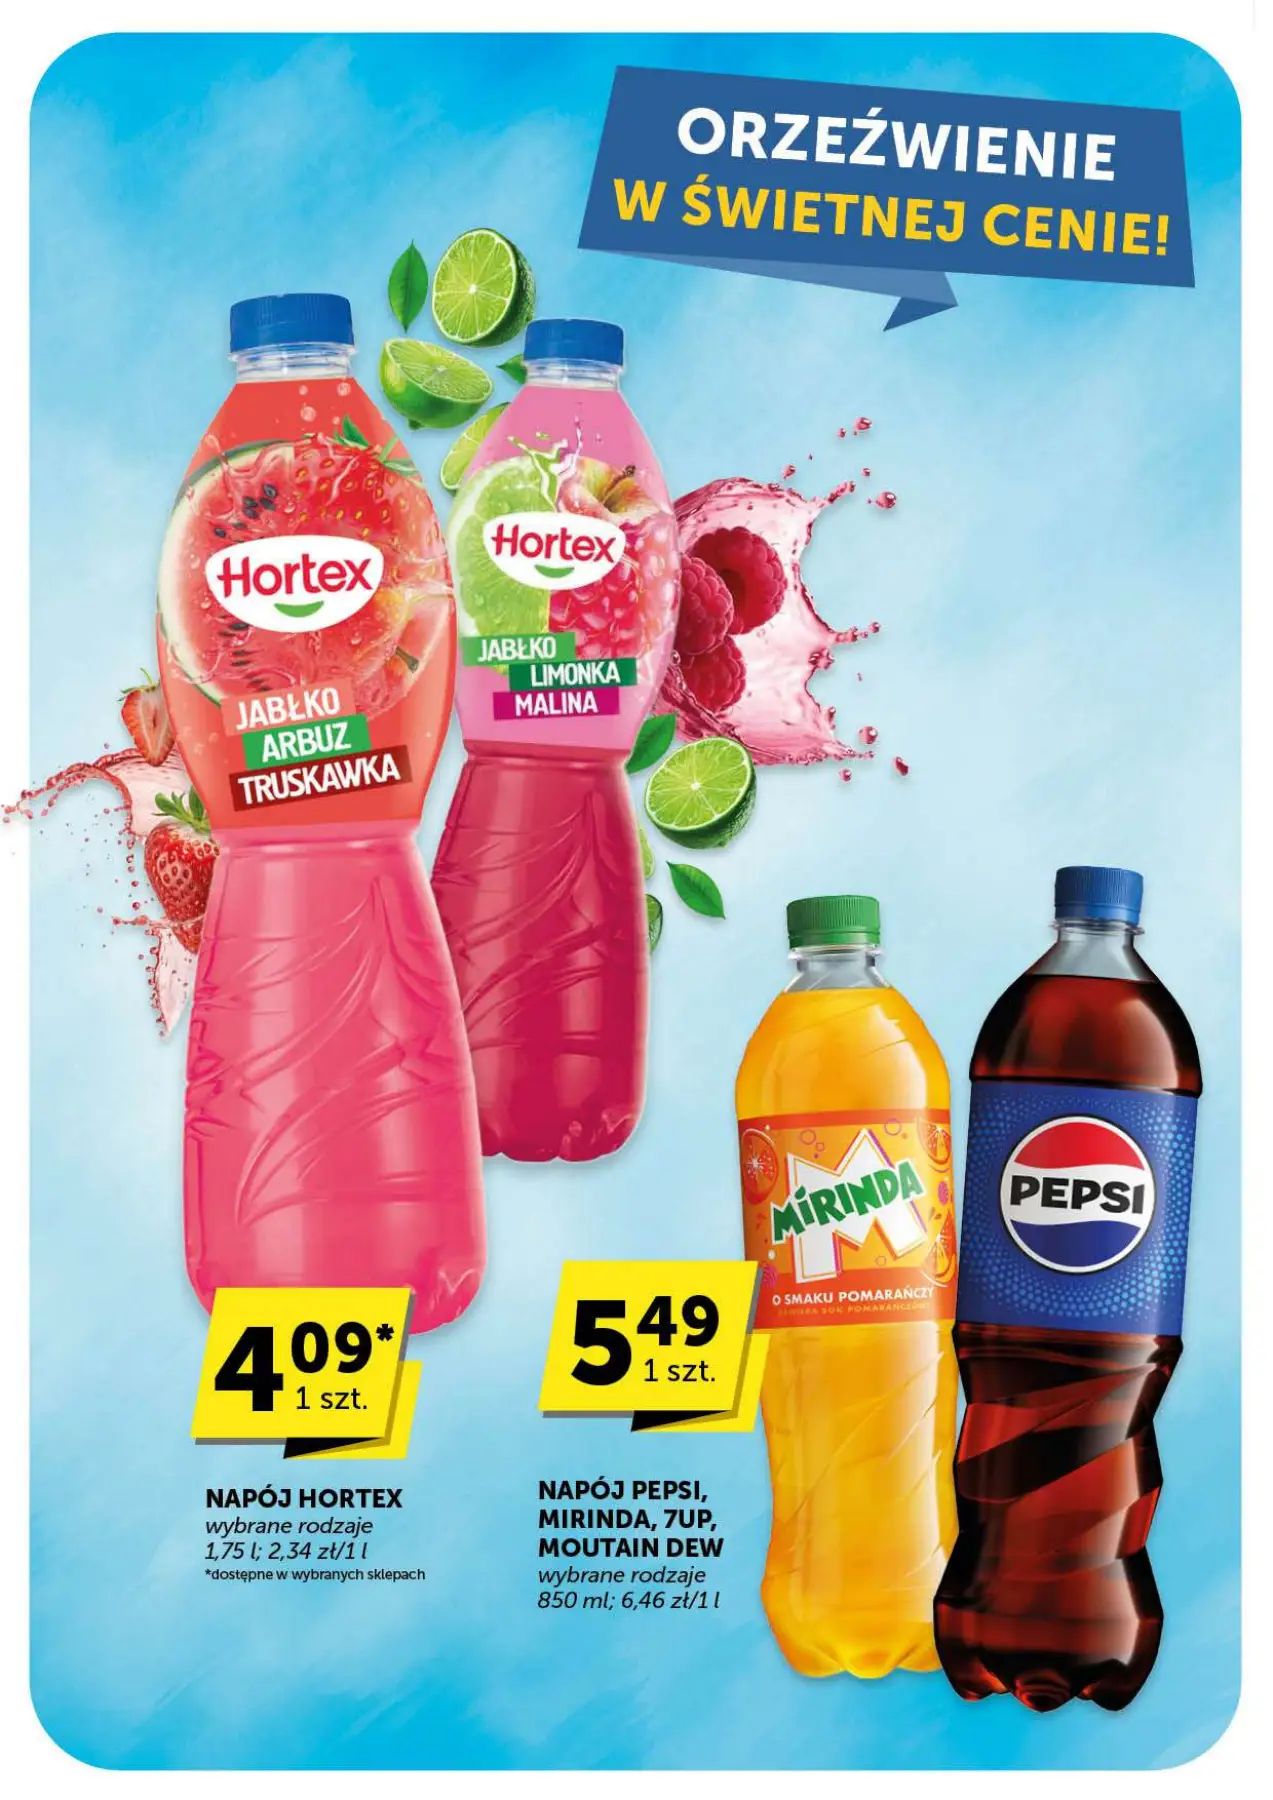 ORZEŹWIENIE
W ŚWIETNEJ CENIE!
Hortex
JABŁKO
ARBUZ
TRUSKAWKA
Hortex
JABŁKO
LIMONKA
MALINA
MIRINDA
O SMAKU POMARAŃCZY
PEPSI
4 09*
1 szt.
NAPÓJ HORTEX
wybrane rodzaje
1,75 l; 2,34 zł/1 l
*dostępne w wybranych sklepach
5 49
1 szt.
NAPÓJ PEPSI,
MIRINDA, 7UP,
MOUTAIN DEW
wybrane rodzaje
850 ml; 6,46 zł/1 l